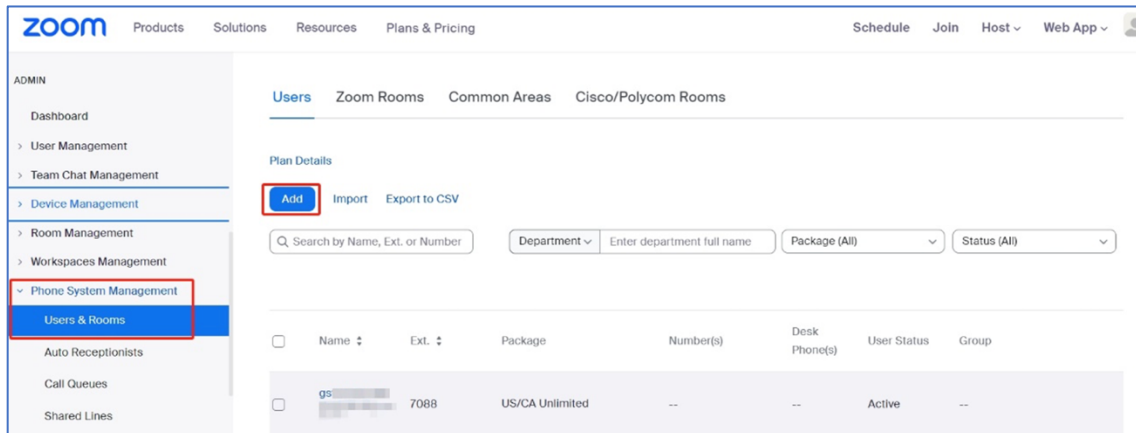 zoom Products Solutions Resources Plans & Pricing Schedule Join Host Web App
ADMIN
Dashboard
User Management
Team Chat Management
Device Management
Room Management
Workspaces Management
Phone System Management
Users & Rooms
Auto Receptionists
Call Queues
Shared Lines
Users Zoom Rooms Common Areas Cisco/Polycom Rooms
Plan Details
Add Import Export to CSV
Search by Name, Ext. or Number Department Enter department full name Package (All) Status (All)
Name Ext. Package Number(s) Desk Phone(s) User Status Group
gs 7088 US/CA Unlimited -- -- Active --